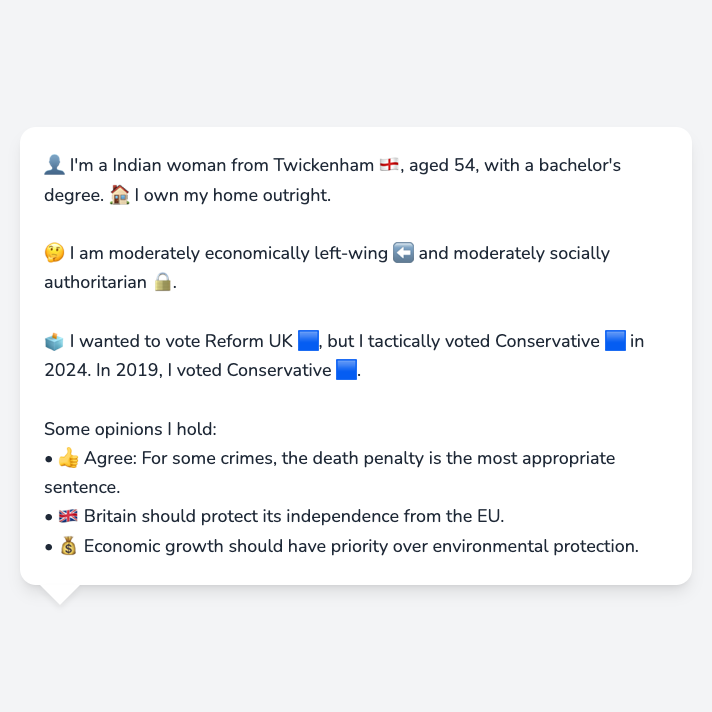 👤 I'm a Indian woman from Twickenham 🏴󠁧󠁢󠁥󠁮󠁧󠁿, aged 54, with a bachelor's
degree. 🏠 I own my home outright.
🤔 I am moderately economically left-wing ⬅️ and moderately socially
authoritarian 🔒.
🗳️ I wanted to vote Reform UK 🟦, but I tactically voted Conservative 🟦 in
2024. In 2019, I voted Conservative 🟦.
Some opinions I hold:
• 👍 Agree: For some crimes, the death penalty is the most appropriate
sentence.
• 🇬🇧 Britain should protect its independence from the EU.
• 💰 Economic growth should have priority over environmental protection.